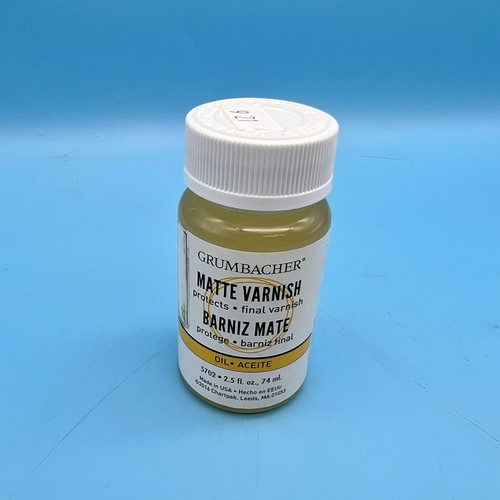 GRUMBACHER®
MATTE VARNISH
protects • final varnish
BARNIZ MATE
protege • barniz final
OIL • ACEITE
5702 • 2.5 fl. oz., 74 ml.
Made in USA • Hecho en EEUU
©2014 Chartpak, Leeds, MA 01053